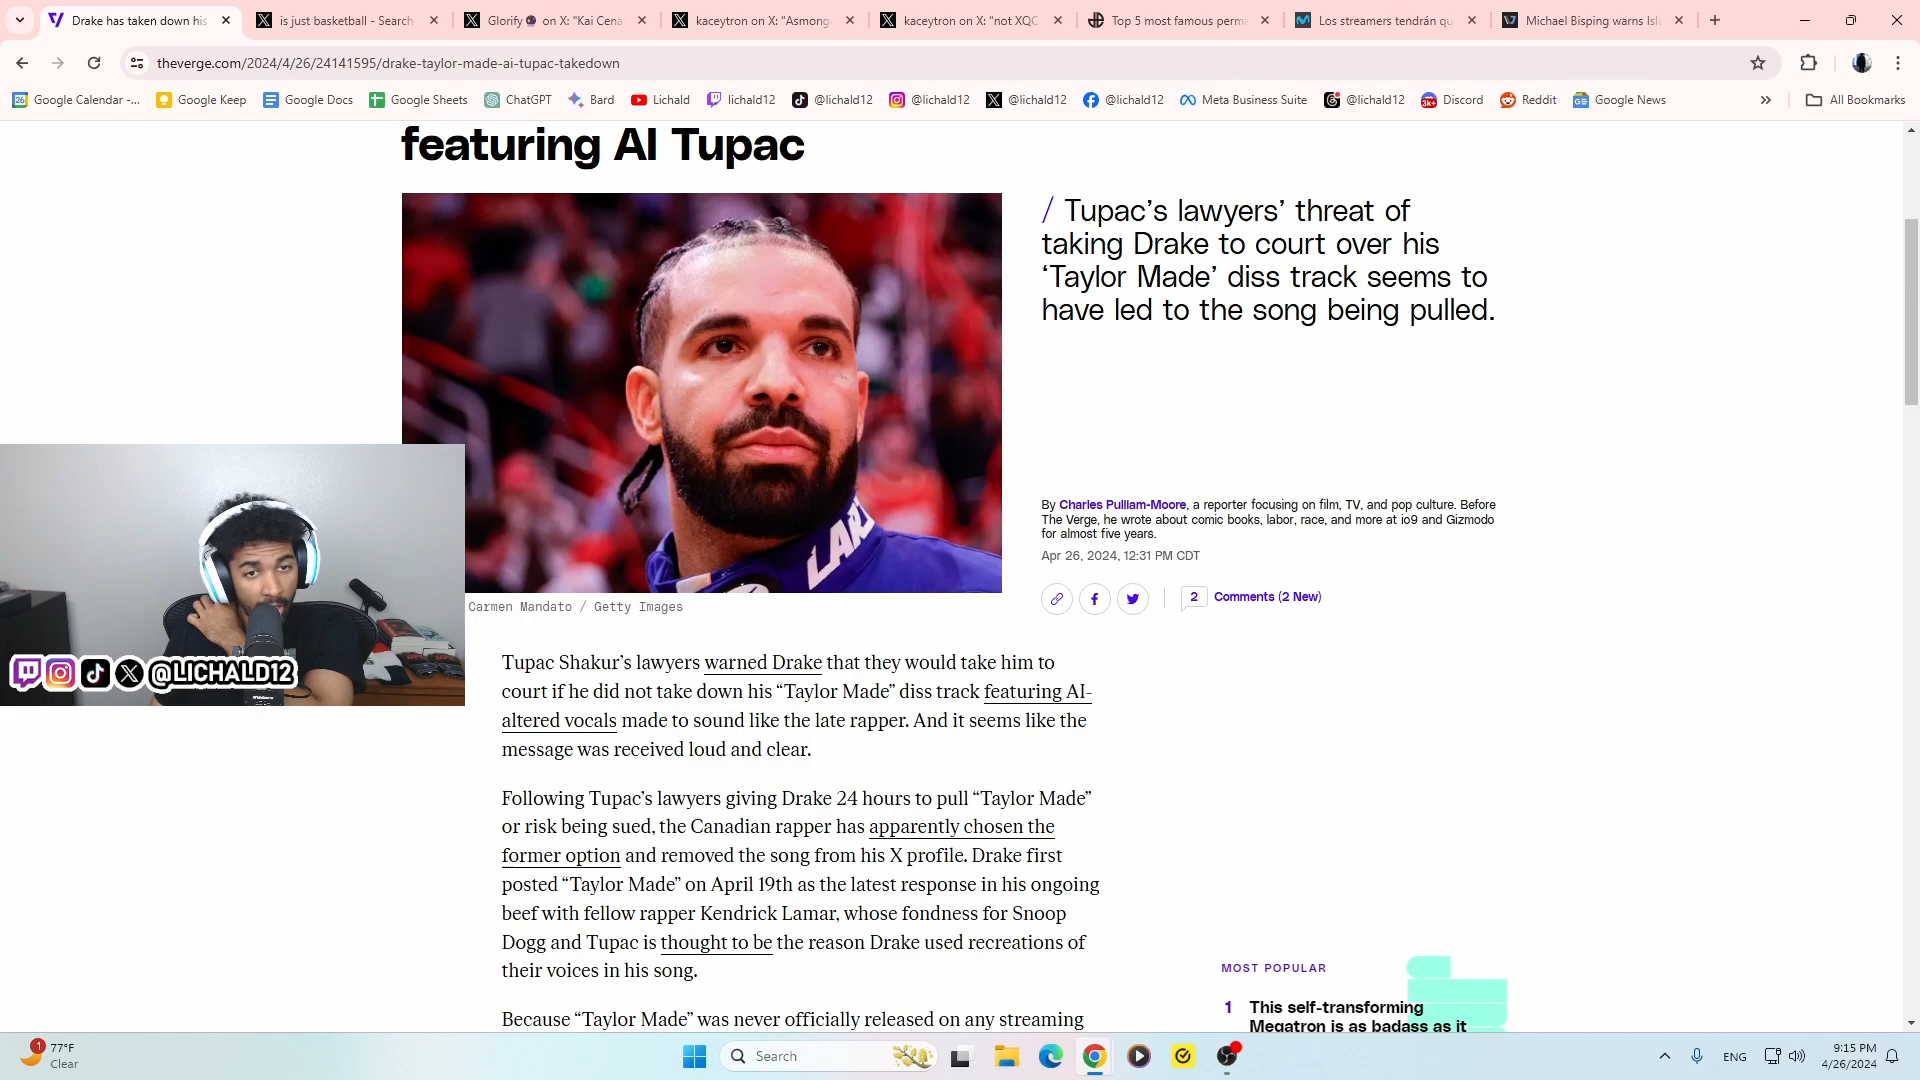 Drake has taken down his
is just basketball - Search
Glorify on X: "Kai Cena
kaceytron on X: "Asmong
kaceytron on X: "not XQC
Top 5 most famous perma
Los streamers tendrán qu
Michael Bisping warns Isl
theverge.com/2024/4/26/24141595/drake-taylor-made-ai-tupac-takedown
Google Calendar -...
Google Keep
Google Docs
Google Sheets
ChatGPT
Bard
Lichald
lichald12
@lichald12
@lichald12
@lichald12
@lichald12
Meta Business Suite
@lichald12
Discord
Reddit
Google News
All Bookmarks
featuring AI Tupac
/ Tupac’s lawyers’ threat of
taking Drake to court over his
‘Taylor Made’ diss track seems to
have led to the song being pulled.
By Charles Pulliam-Moore, a reporter focusing on film, TV, and pop culture. Before
The Verge, he wrote about comic books, labor, race, and more at io9 and Gizmodo
for almost five years.
Apr 26, 2024, 12:31 PM CDT
2 Comments (2 New)
Carmen Mandato / Getty Images
@LICHALD12
Tupac Shakur’s lawyers warned Drake that they would take him to
court if he did not take down his “Taylor Made” diss track featuring AI-
altered vocals made to sound like the late rapper. And it seems like the
message was received loud and clear.
Following Tupac’s lawyers giving Drake 24 hours to pull “Taylor Made”
or risk being sued, the Canadian rapper has apparently chosen the
former option and removed the song from his X profile. Drake first
posted “Taylor Made” on April 19th as the latest response in his ongoing
beef with fellow rapper Kendrick Lamar, whose fondness for Snoop
Dogg and Tupac is thought to be the reason Drake used recreations of
their voices in his song.
Because “Taylor Made” was never officially released on any streaming
MOST POPULAR
1 This self-transforming
Megatron is as badass as it
1
77°F
Clear
Search
ENG
9:15 PM
4/26/2024